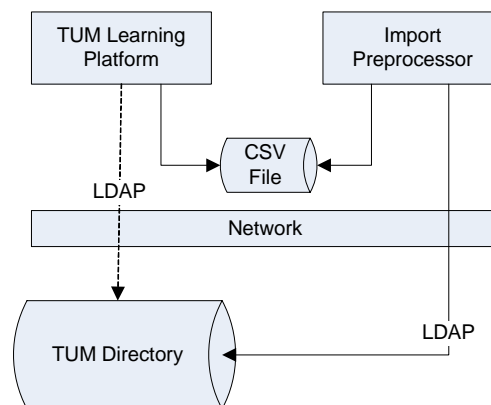 TUM Learning
Platform
Import
Preprocessor
CSV
File
LDAP
Network
LDAP
TUM Directory